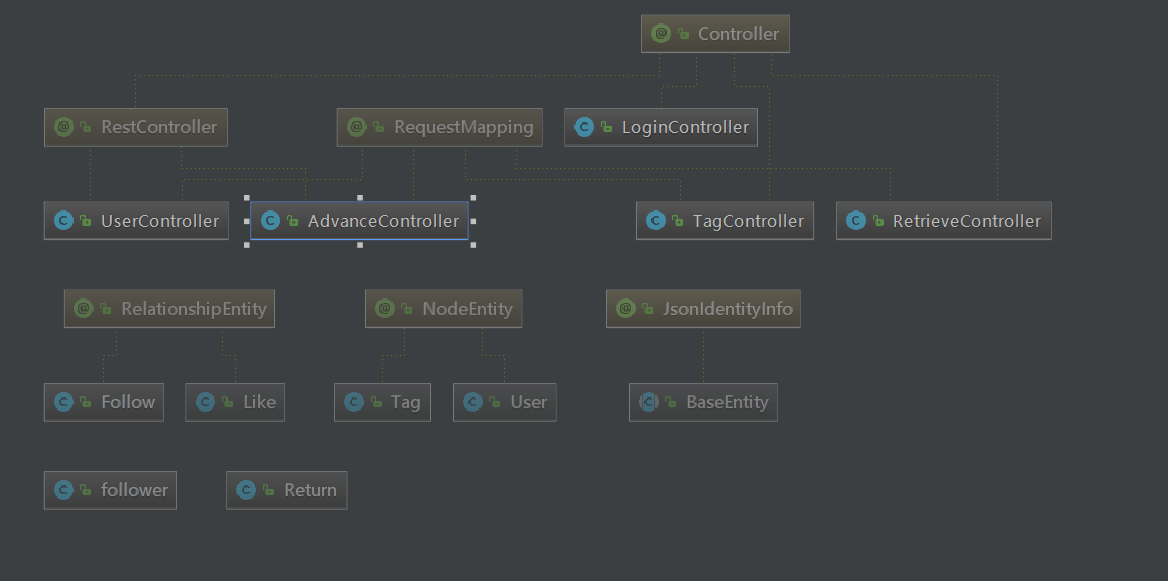 Controller
RestController RequestMapping LoginController
UserController AdvanceController TagController RetrieveController
RelationshipEntity NodeEntity JsonIdentityInfo
Follow Like Tag User BaseEntity
follower Return